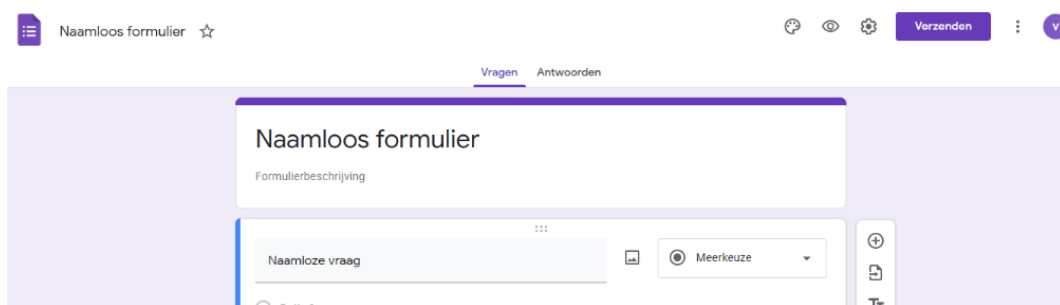 Naamloos formulier
Verzenden
Vragen Antwoorden
Naamloos formulier
Formulierbeschrijving
Naamloze vraag
Meerkeuze